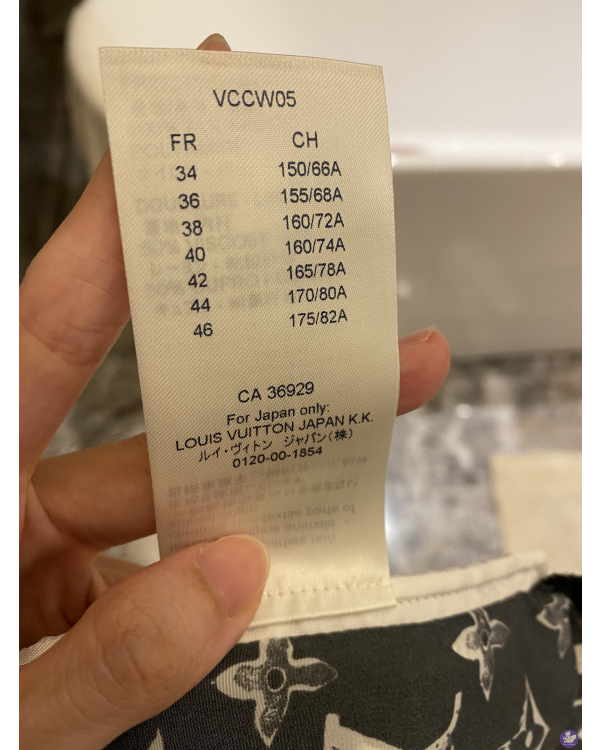 VCCW05
FR CH
34 150/66A
36 155/68A
38 160/72A
40 160/74A
42 165/78A
44 170/80A
46 175/82A
CA 36929
For Japan only:
LOUIS VUITTON JAPAN K.K.
ルイ・ヴィトン ジャパン(株)
0120-00-1854